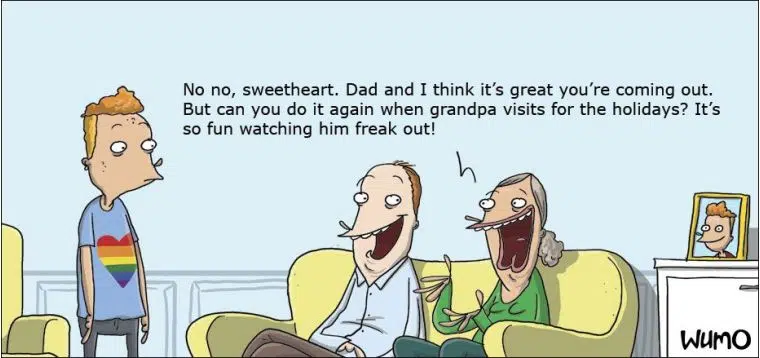 No no, sweetheart. Dad and I think it's great you're coming out.
But can you do it again when grandpa visits for the holidays? It's
so fun watching him freak out!
WUMO